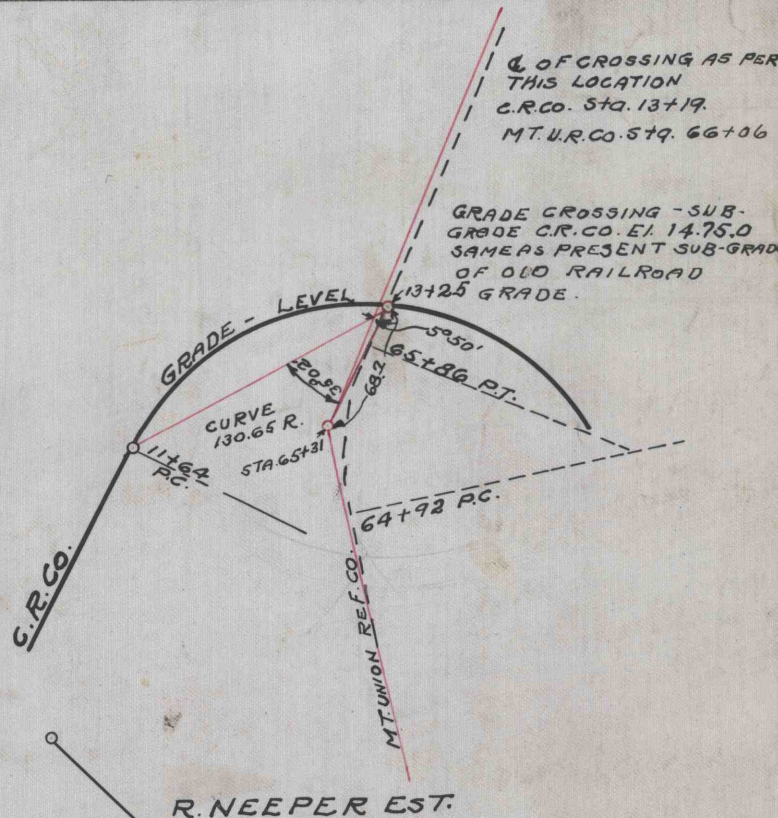 ℄ OF CROSSING AS PER
THIS LOCATION
C.R.CO. Sta. 13+19.
MT.U.R.CO. Sta. 66+06
GRADE CROSSING - SUB-
GRADE C.R.CO. El. 14.75.0
SAME AS PRESENT SUB-GRAD
OF OLD RAILROAD
GRADE.
GRADE - LEVEL
13+25
5°50'
65+86 P.T.
68.2
35°02'
CURVE
130.65 R.
STA.65+31
11+64
P.C.
64+92 P.C.
C.R.CO.
MT.UNION REF.CO.
R.NEEPER EST.